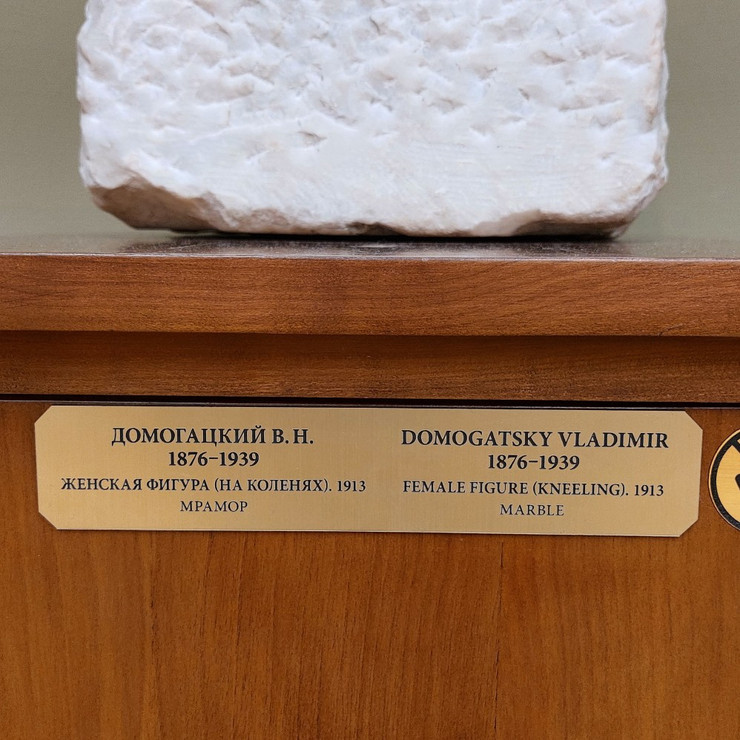 ДОМОГАЦКИЙ В. Н.
1876–1939
ЖЕНСКАЯ ФИГУРА (НА КОЛЕНЯХ). 1913
МРАМОР
DOMOGATSKY VLADIMIR
1876–1939
FEMALE FIGURE (KNEELING). 1913
MARBLE